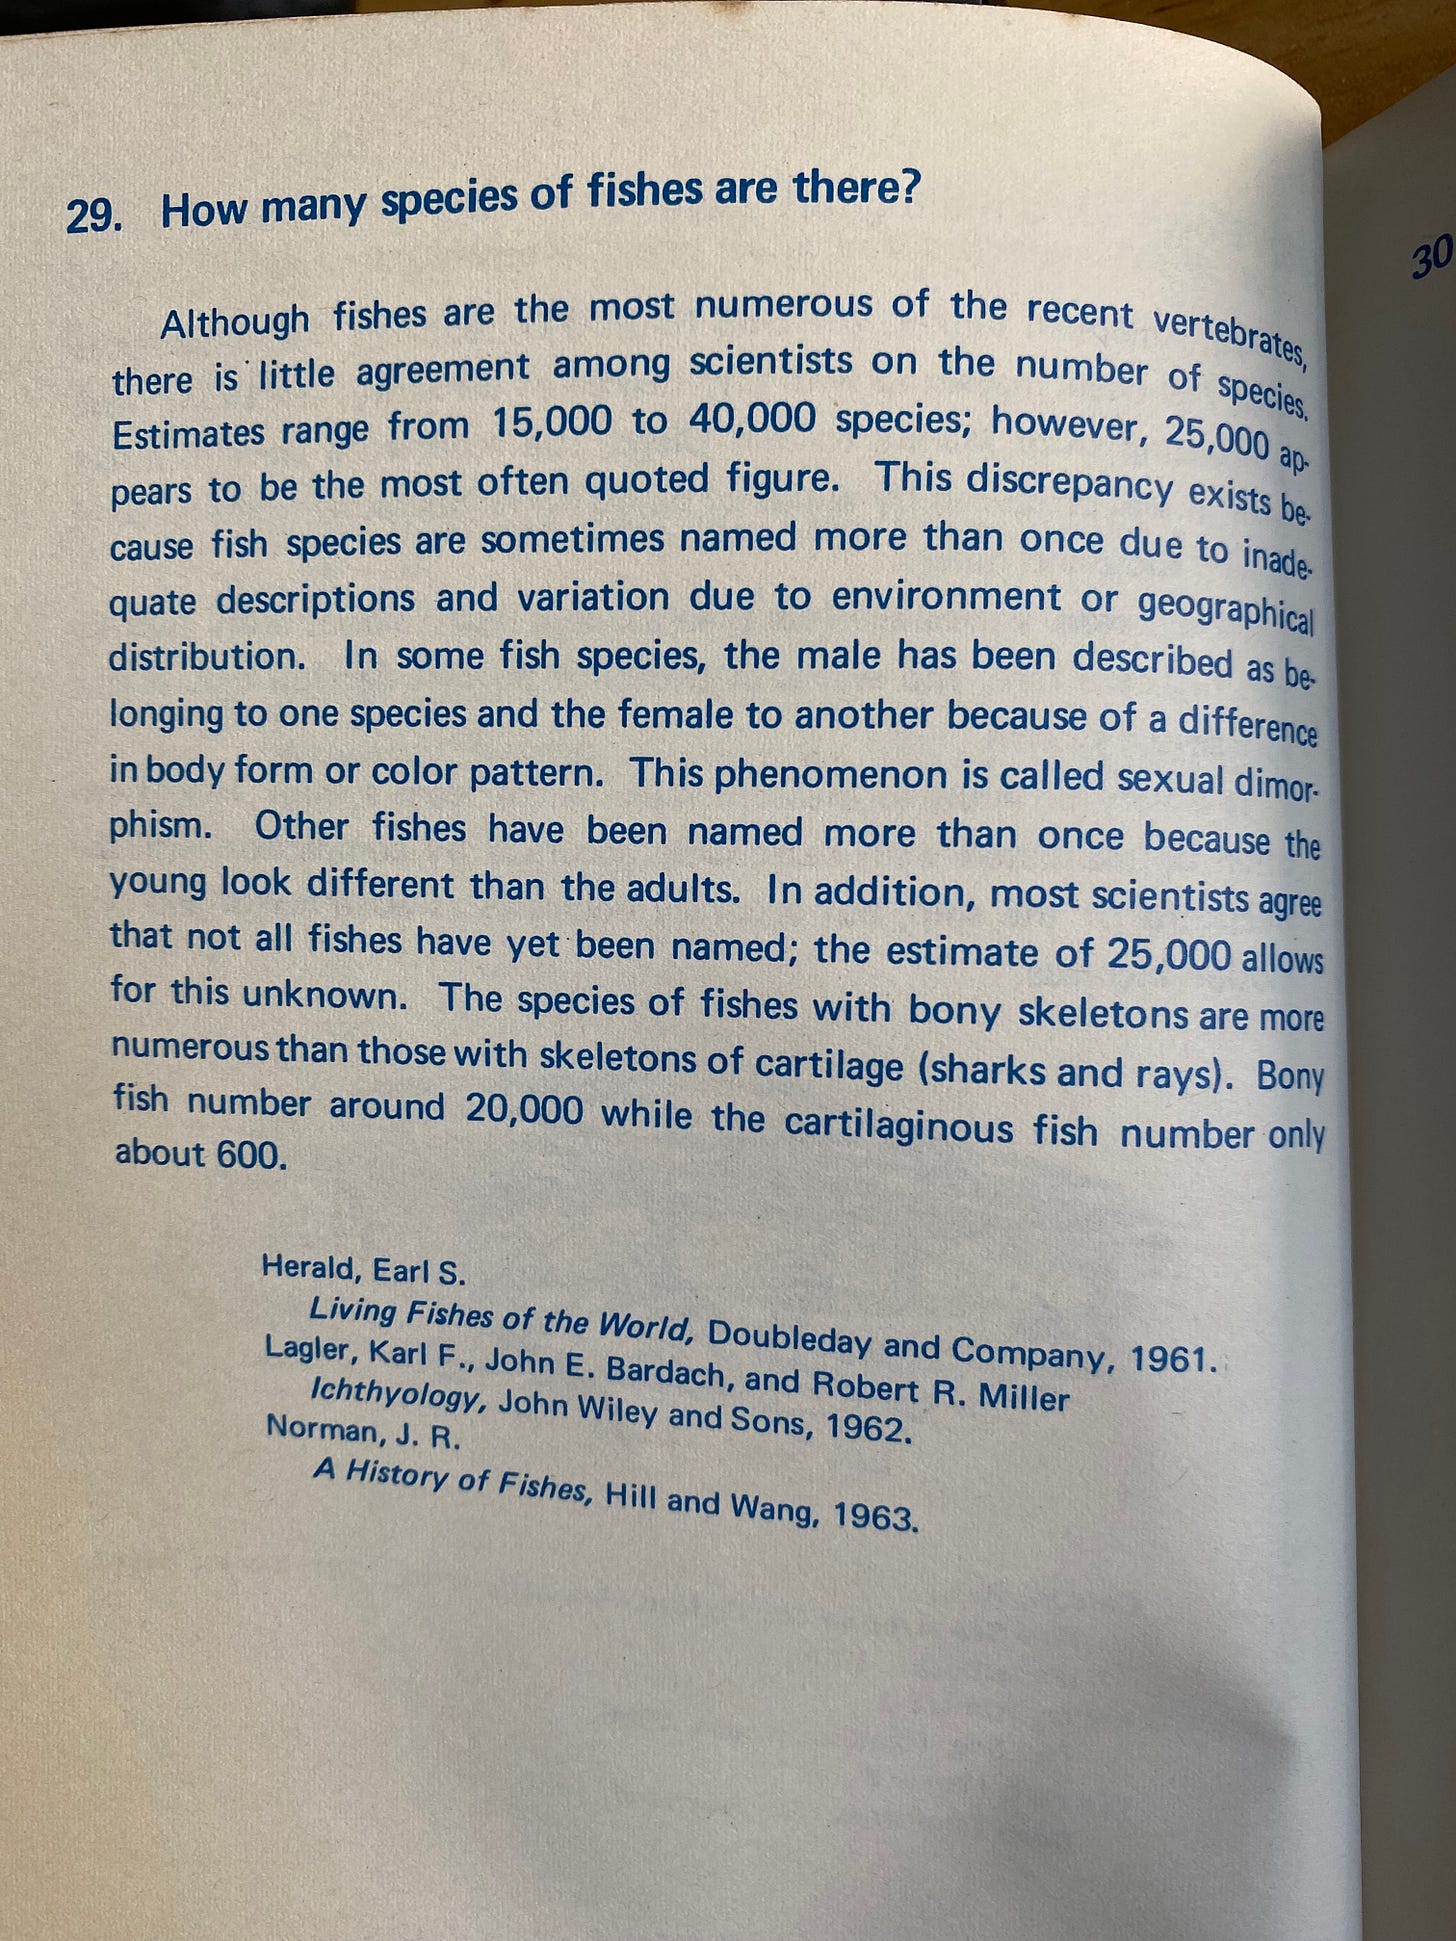 29. How many species of fishes are there?
Although fishes are the most numerous of the recent vertebrates,
there is little agreement among scientists on the number of species.
Estimates range from 15,000 to 40,000 species; however, 25,000 ap-
pears to be the most often quoted figure. This discrepancy exists be-
cause fish species are sometimes named more than once due to inade-
quate descriptions and variation due to environment or geographical
distribution. In some fish species, the male has been described as be-
longing to one species and the female to another because of a difference
in body form or color pattern. This phenomenon is called sexual dimor-
phism. Other fishes have been named more than once because the
young look different than the adults. In addition, most scientists agree
that not all fishes have yet been named; the estimate of 25,000 allows
for this unknown. The species of fishes with bony skeletons are more
numerous than those with skeletons of cartilage (sharks and rays). Bony
fish number around 20,000 while the cartilaginous fish number only
about 600.
Herald, Earl S.
Living Fishes of the World, Doubleday and Company, 1961.
Lagler, Karl F., John E. Bardach, and Robert R. Miller
Ichthyology, John Wiley and Sons, 1962.
Norman, J. R.
A History of Fishes, Hill and Wang, 1963.
30